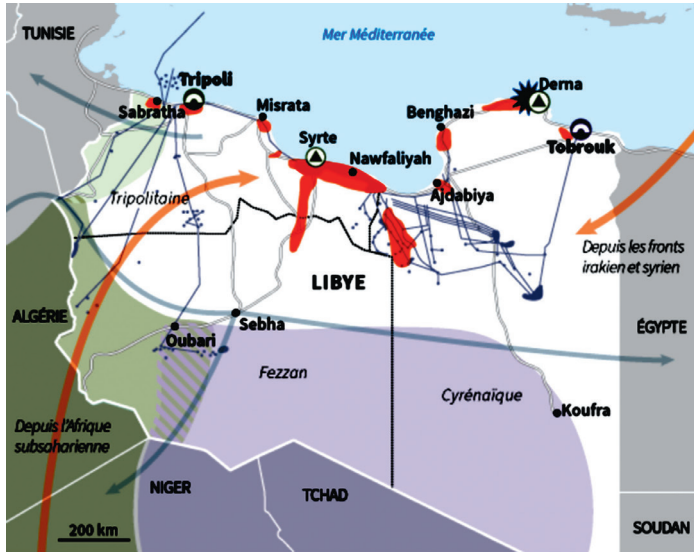 TUNISIE
Mer Méditerranée
Tripoli
Derna
Sabratha
Misrata
Benghazi
Syrte
Tobrouk
Nawfaliyah
Ajdabiya
Tripolitaine
Depuis les fronts
irakien et syrien
LIBYE
ALGÉRIE
Sebha
ÉGYPTE
Oubari
Fezzan
Cyrénaïque
Koufra
Depuis l'Afrique
subsaharienne
NIGER
TCHAD
200 km
SOUDAN